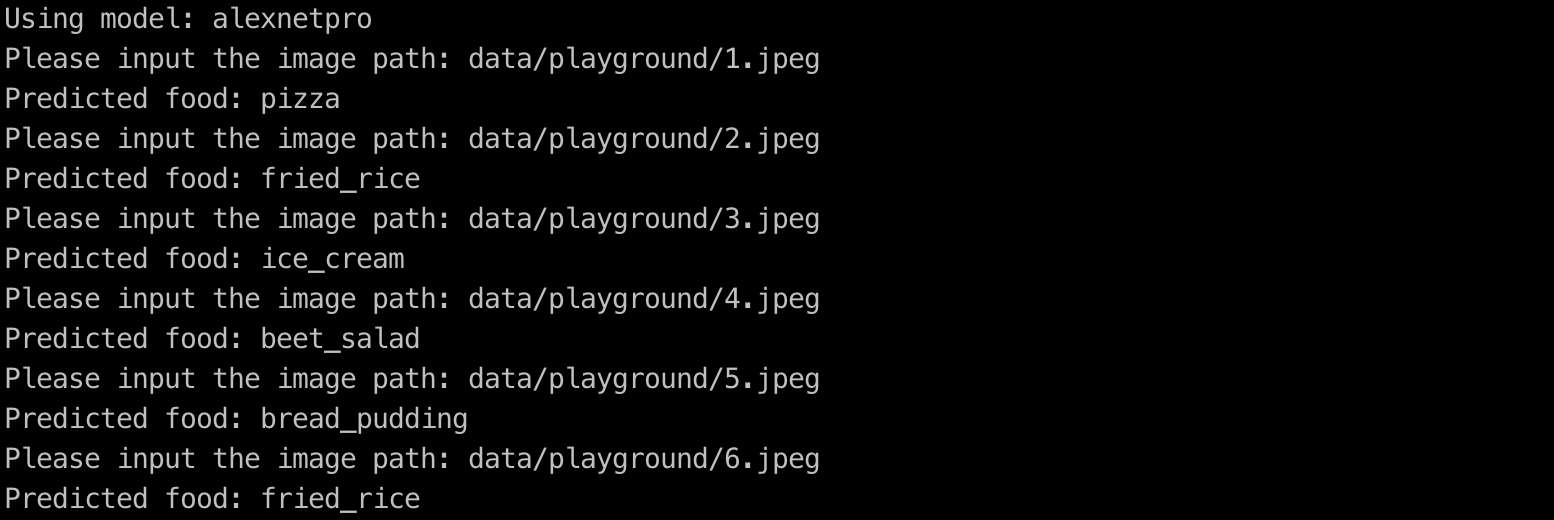 Using model: alexnetpro
Please input the image path: data/playground/1.jpeg
Predicted food: pizza
Please input the image path: data/playground/2.jpeg
Predicted food: fried_rice
Please input the image path: data/playground/3.jpeg
Predicted food: ice_cream
Please input the image path: data/playground/4.jpeg
Predicted food: beet_salad
Please input the image path: data/playground/5.jpeg
Predicted food: bread_pudding
Please input the image path: data/playground/6.jpeg
Predicted food: fried_rice